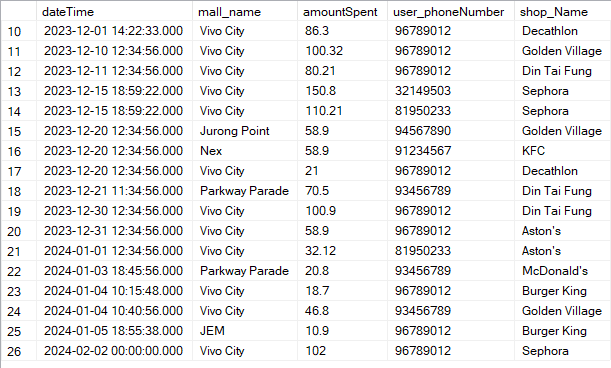 dateTime mall_name amountSpent user_phoneNumber shop_Name
10 2023-12-01 14:22:33.000 Vivo City 86.3 96789012 Decathlon
11 2023-12-10 12:34:56.000 Vivo City 100.32 96789012 Golden Village
12 2023-12-11 12:34:56.000 Vivo City 80.21 96789012 Din Tai Fung
13 2023-12-15 18:59:22.000 Vivo City 150.8 32149503 Sephora
14 2023-12-15 18:59:22.000 Vivo City 110.21 81950233 Sephora
15 2023-12-20 12:34:56.000 Jurong Point 58.9 94567890 Golden Village
16 2023-12-20 12:34:56.000 Nex 58.9 91234567 KFC
17 2023-12-20 12:34:56.000 Vivo City 21 96789012 Decathlon
18 2023-12-21 11:34:56.000 Parkway Parade 70.5 93456789 Din Tai Fung
19 2023-12-30 12:34:56.000 Vivo City 100.9 96789012 Din Tai Fung
20 2023-12-31 12:34:56.000 Vivo City 58.9 96789012 Aston's
21 2024-01-01 12:34:56.000 Vivo City 32.12 81950233 Aston's
22 2024-01-03 18:45:56.000 Parkway Parade 20.8 93456789 McDonald's
23 2024-01-04 10:15:48.000 Vivo City 18.7 96789012 Burger King
24 2024-01-04 10:40:56.000 Vivo City 46.8 93456789 Golden Village
25 2024-01-05 18:55:38.000 JEM 10.9 96789012 Burger King
26 2024-02-02 00:00:00.000 Vivo City 102 96789012 Sephora